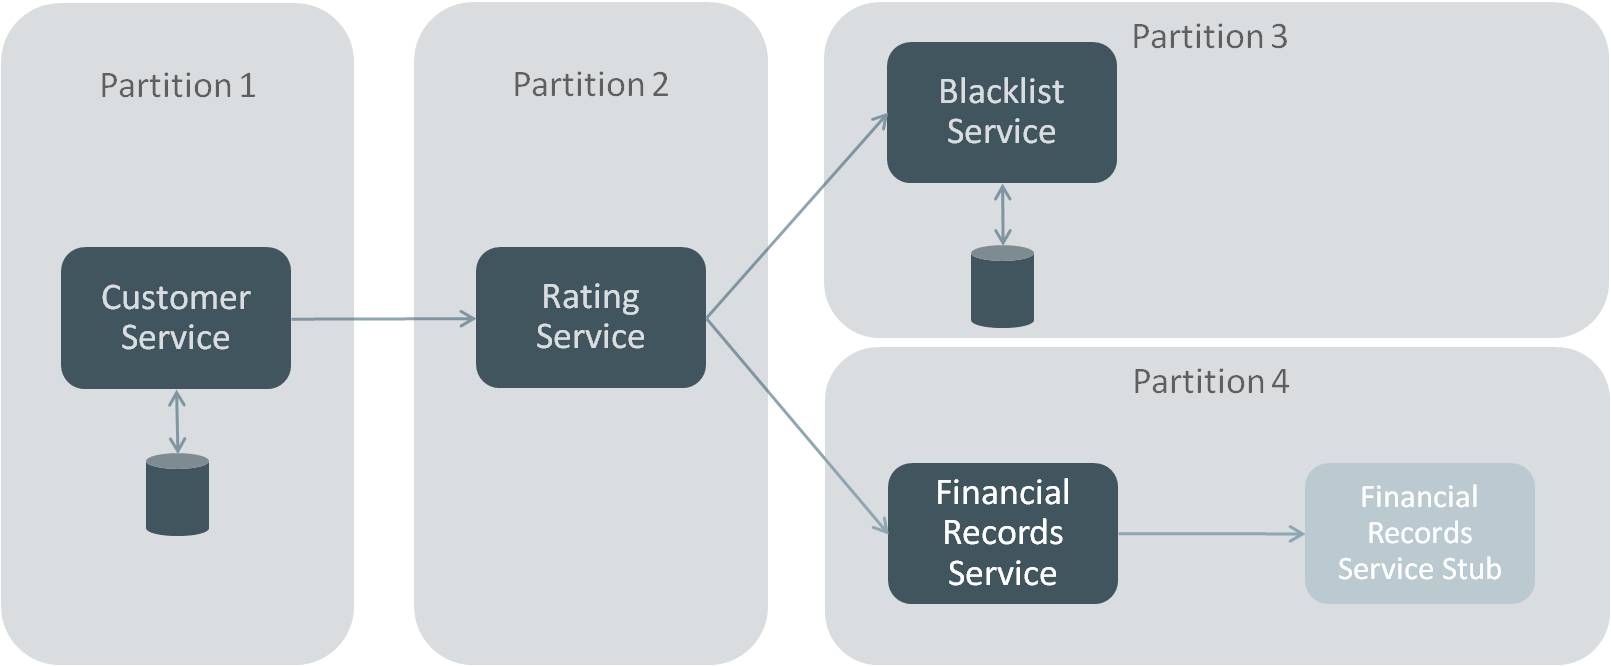 Partition 1
Customer
Service
Partition 2
Rating
Service
Partition 3
Blacklist
Service
Partition 4
Financial
Records
Service
Financial
Records
Service Stub